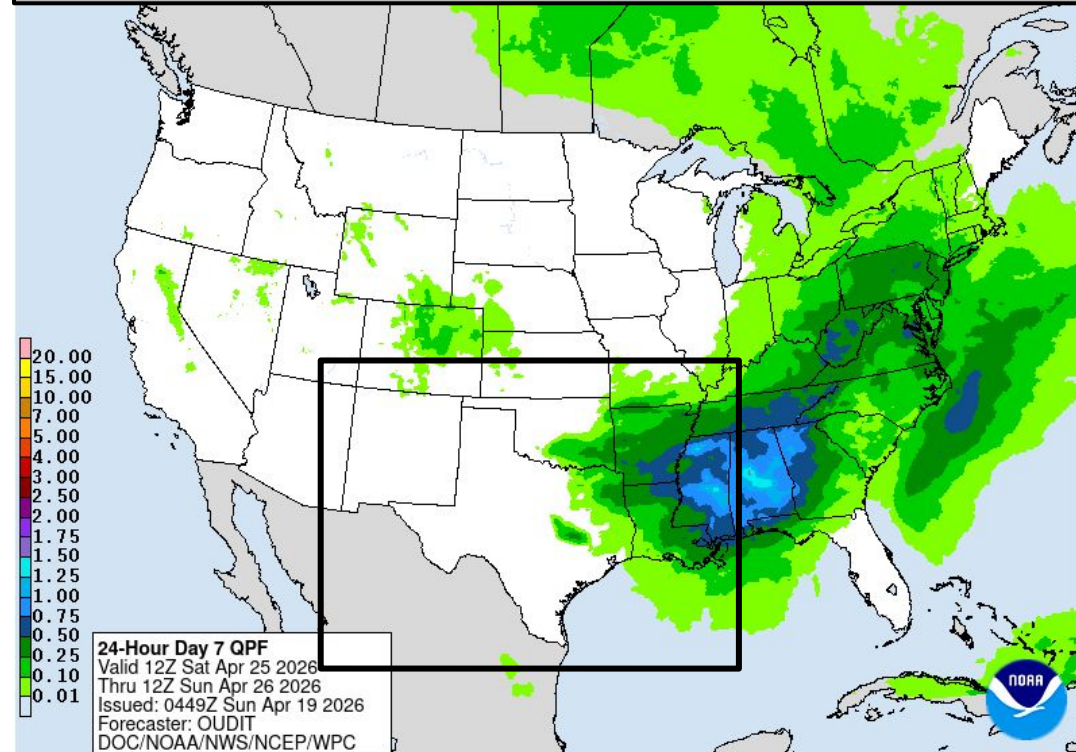 20.00
15.00
10.00
7.00
5.00
4.00
3.00
2.50
2.00
1.75
1.50
1.25
1.00
0.75
0.50
0.25
0.10
0.01
24-Hour Day 7 QPF
Valid 12Z Sat Apr 25 2026
Thru 12Z Sun Apr 26 2026
Issued: 0449Z Sun Apr 19 2026
Forecaster: OUDIT
DOC/NOAA/NWS/NCEP/WPC
NOAA